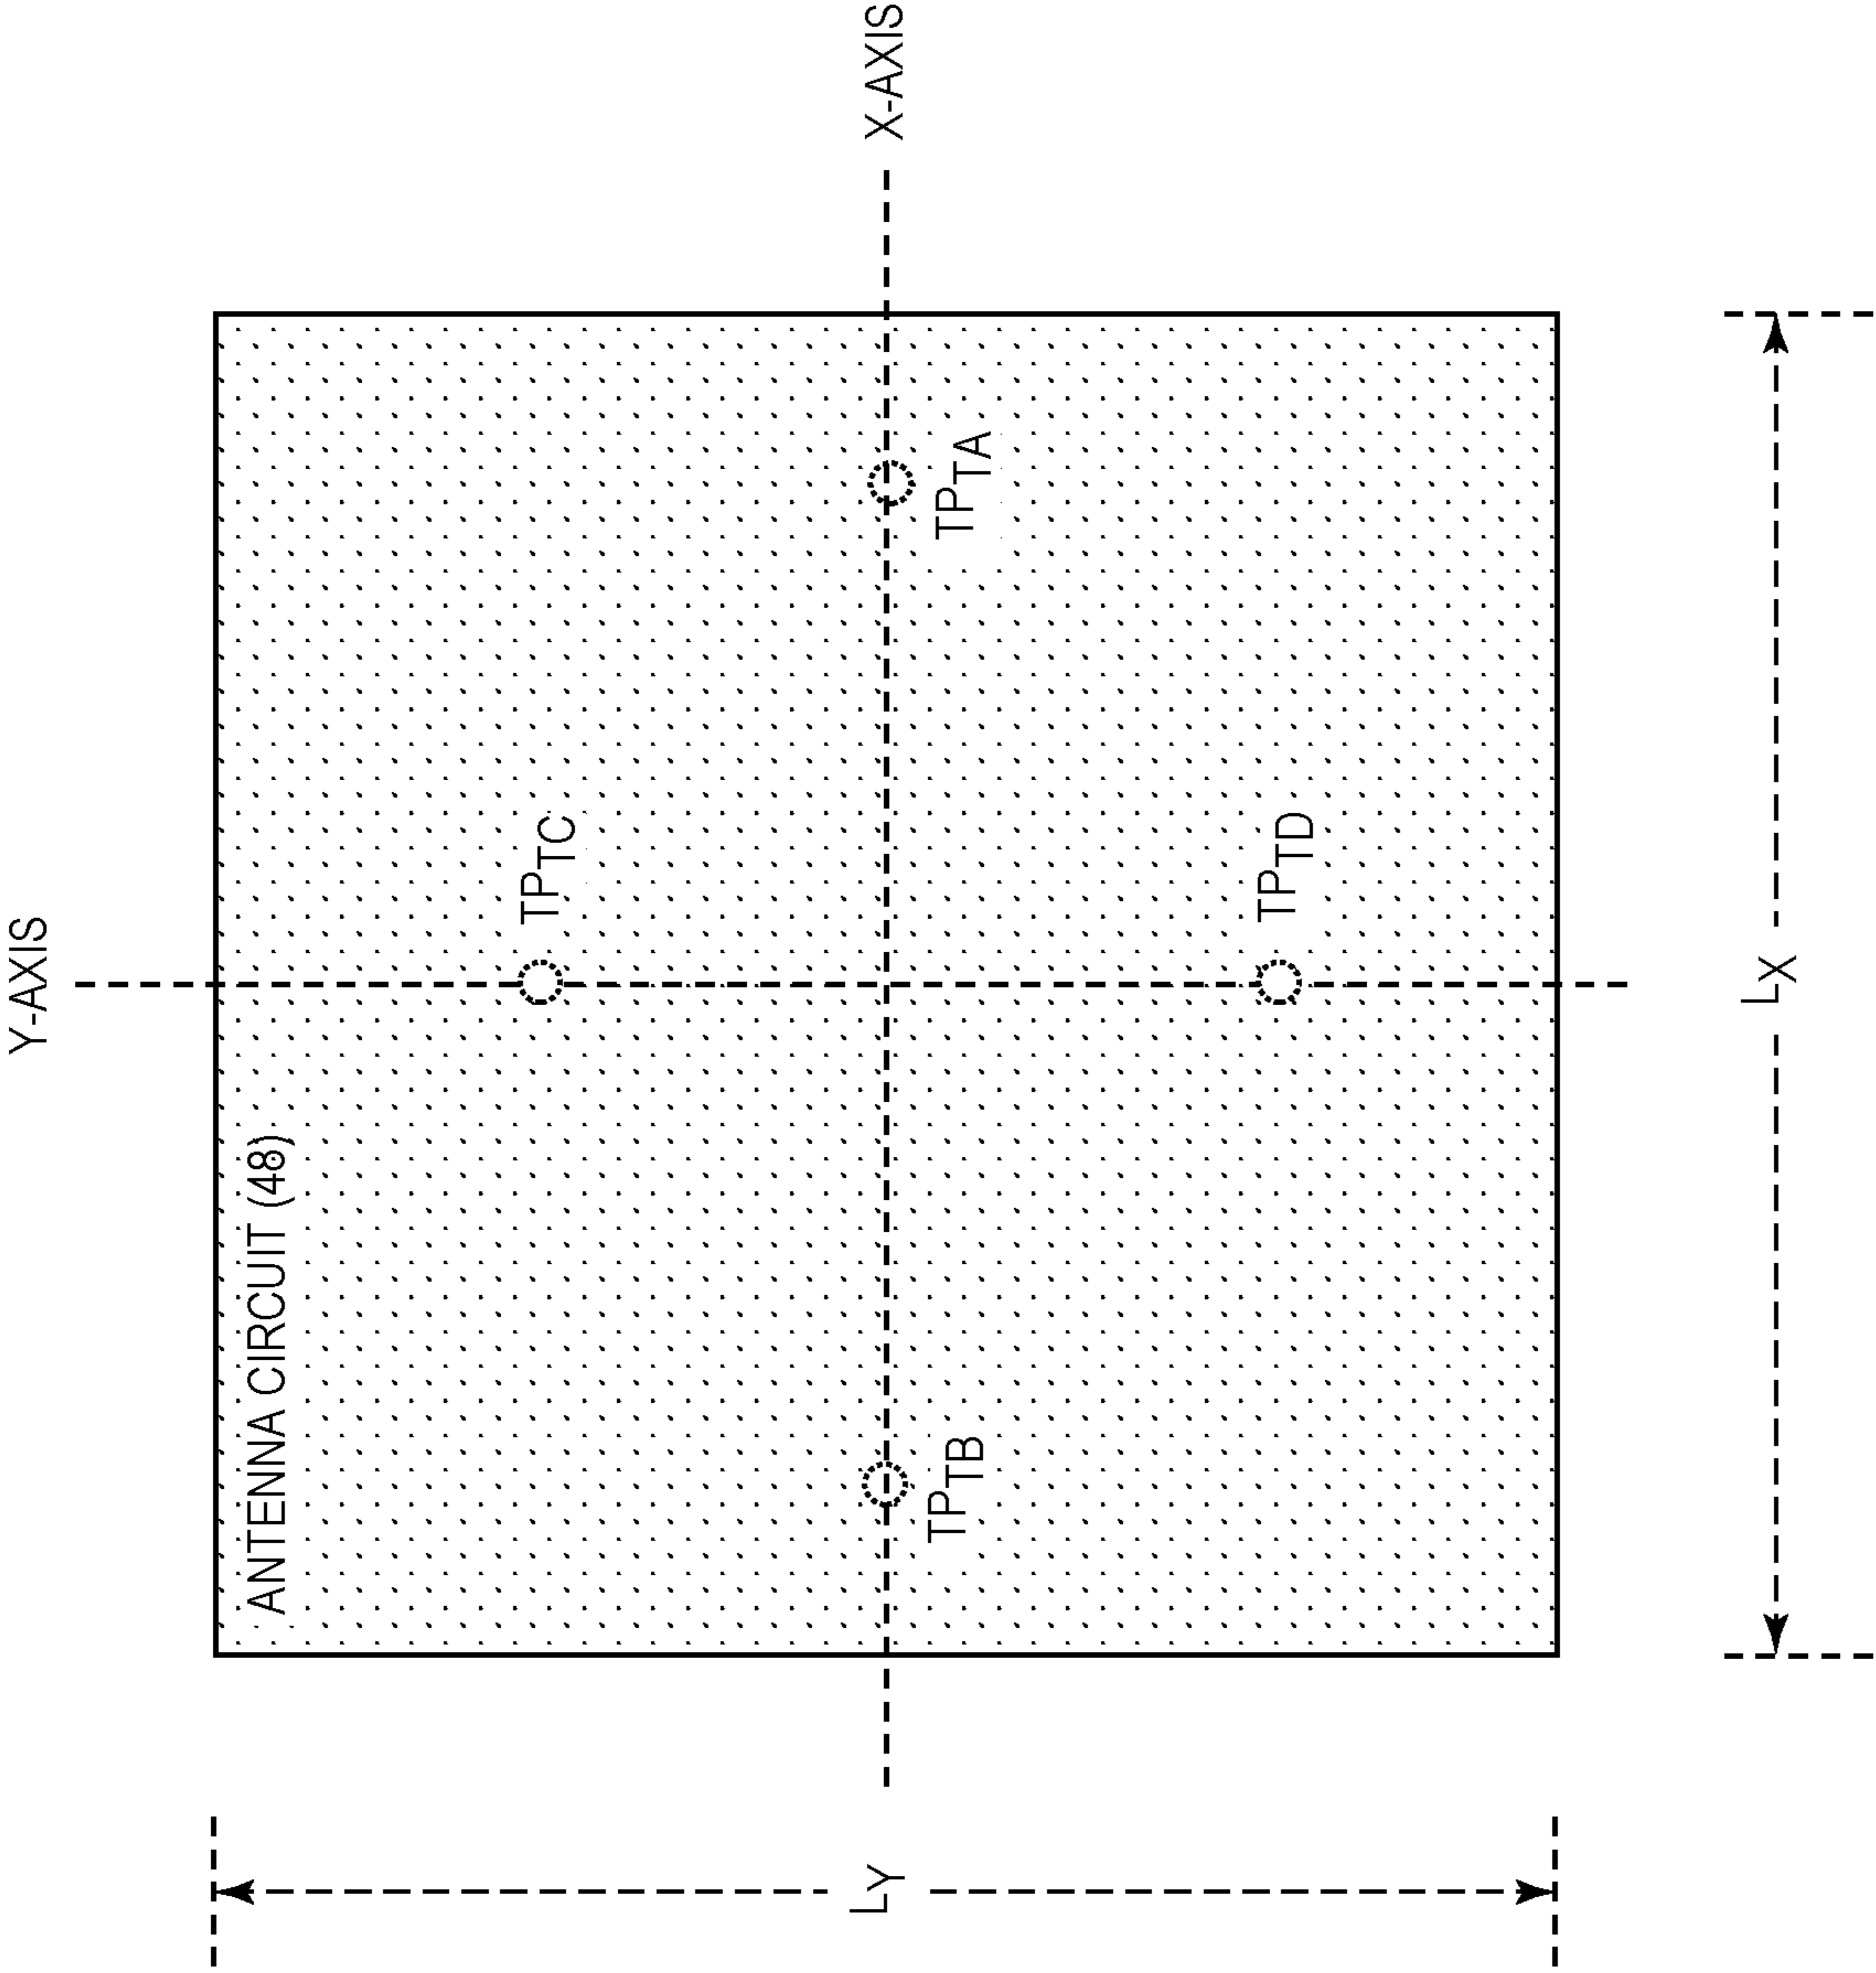 Y-AXIS
ANTENNA CIRCUIT (48)
TPTC
LY
X-AXIS
TPTB
TPTA
TPTD
LX